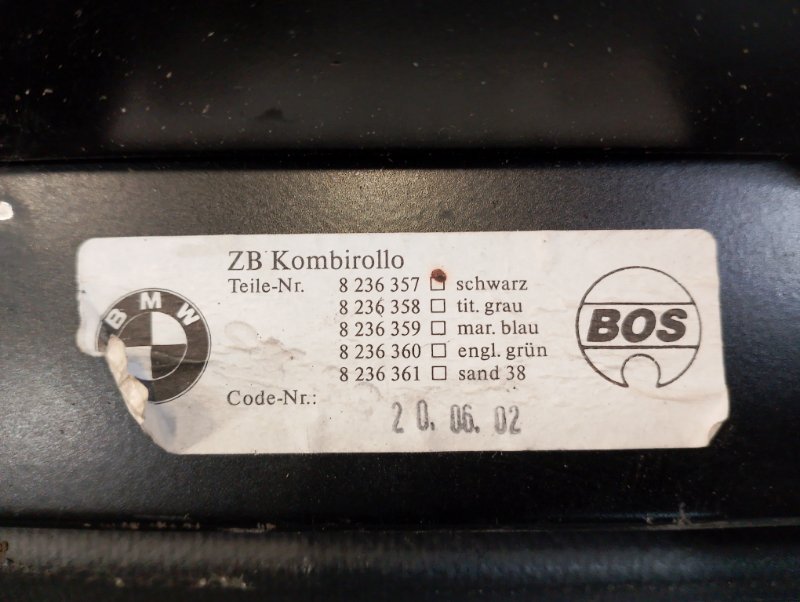 ZB Kombirollo
Teile-Nr. 8 236 357 □ schwarz
8 236 358 □ tit. grau
8 236 359 □ mar. blau
8 236 360 □ engl. grün
8 236 361 □ sand 38
Code-Nr.:
20.06.02
BMW
BOS